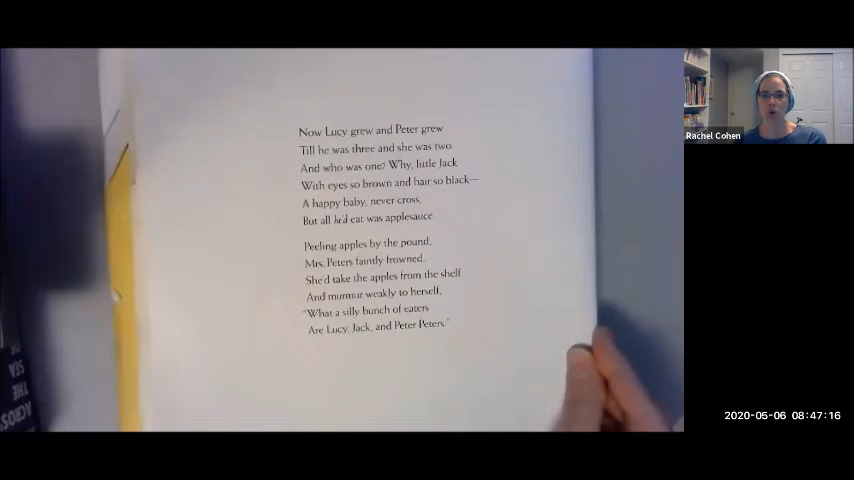 Now Lucy grew and Peter grew
Till he was three and she was two.
And who was one? Why, little Jack
With eyes so brown and hair so black—
A happy baby, never cross,
But all he'd eat was applesauce.
Peeling apples by the pound,
Mrs. Peters faintly frowned.
She'd take the apples from the shelf
And murmur weakly to herself,
"What a silly bunch of eaters
Are Lucy, Jack, and Peter Peters."
Rachel Cohen
2020-05-06 08:47:16
SEA
THE
ACROSS